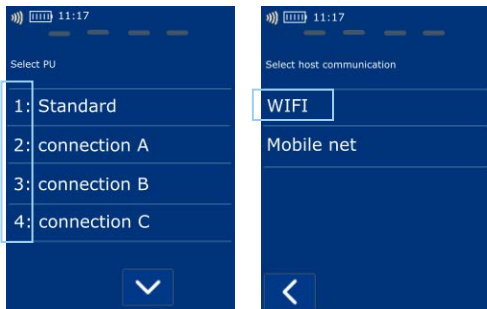 11:17
Select PU
1: Standard
2: connection A
3: connection B
4: connection C
11:17
Select host communication
WIFI
Mobile net